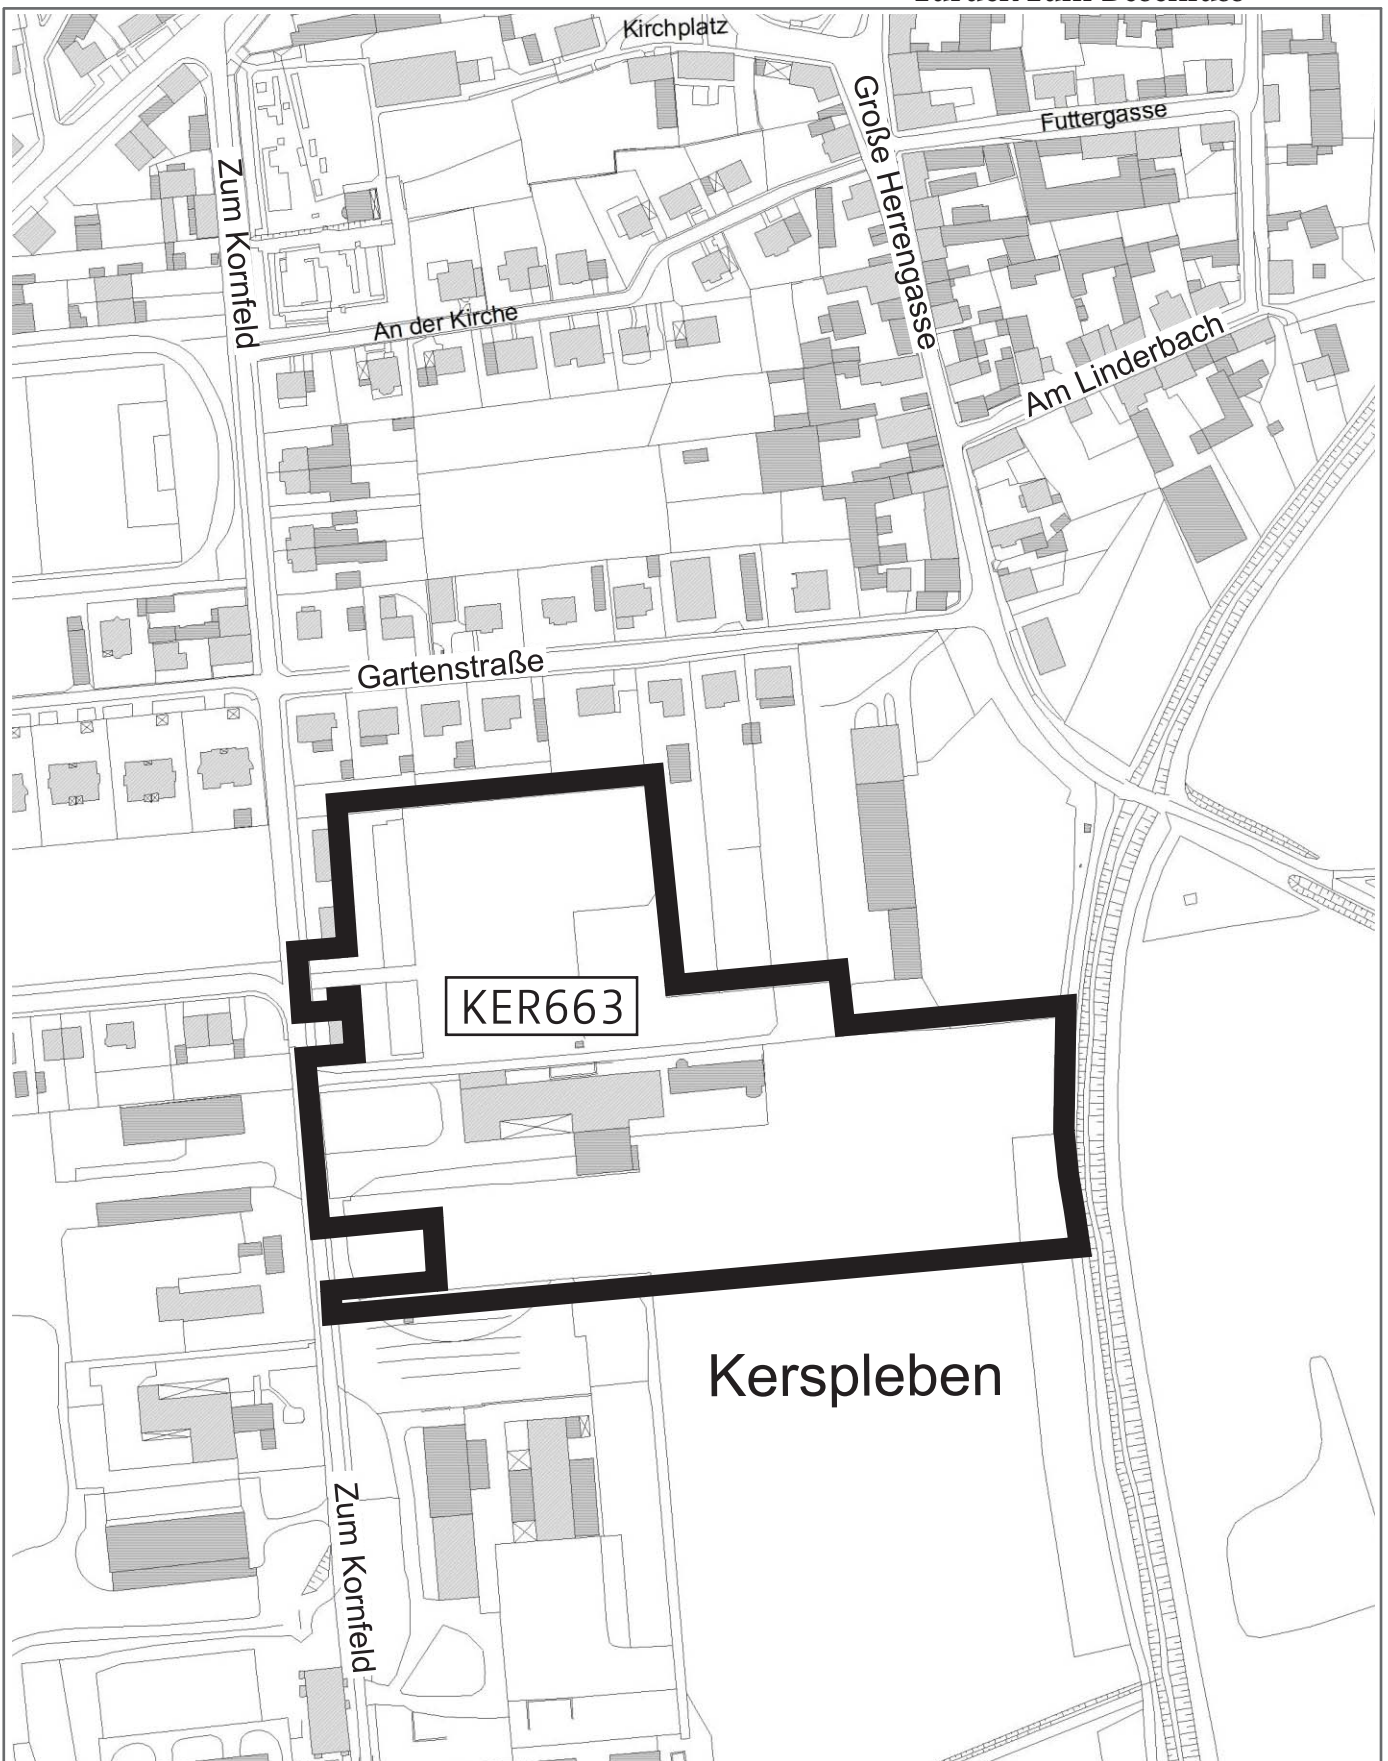 Kirchplatz
Große Herrengasse
Futtergasse
Zum Kornfeld
An der Kirche
Am Linderbach
Gartenstraße
KER663
Kerspleben
Zum Kornfeld